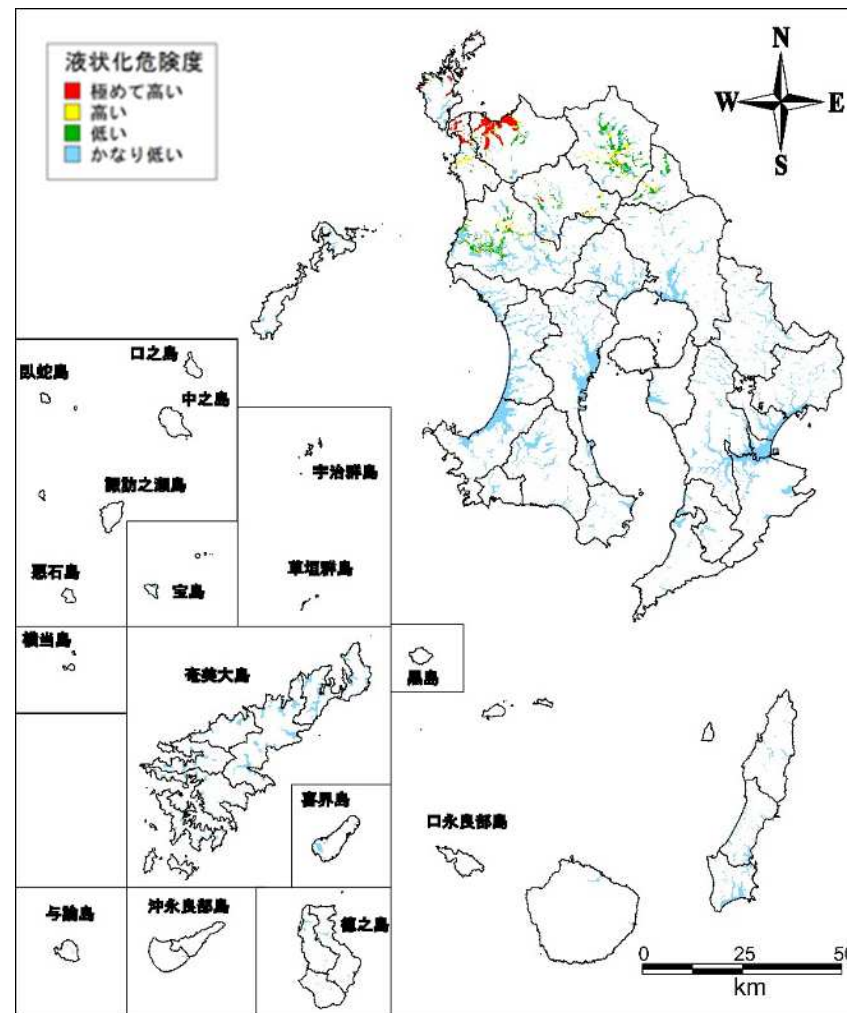 液状化危険度
極めて高い
高い
低い
かなり低い
N
W
E
S
口之島
臥蛇島
中之島
宇治群島
諏訪之瀬島
悪石島
宝島
草垣群島
横当島
奄美大島
黒島
喜界島
口永良部島
与論島
沖永良部島
徳之島
0 25 50
km